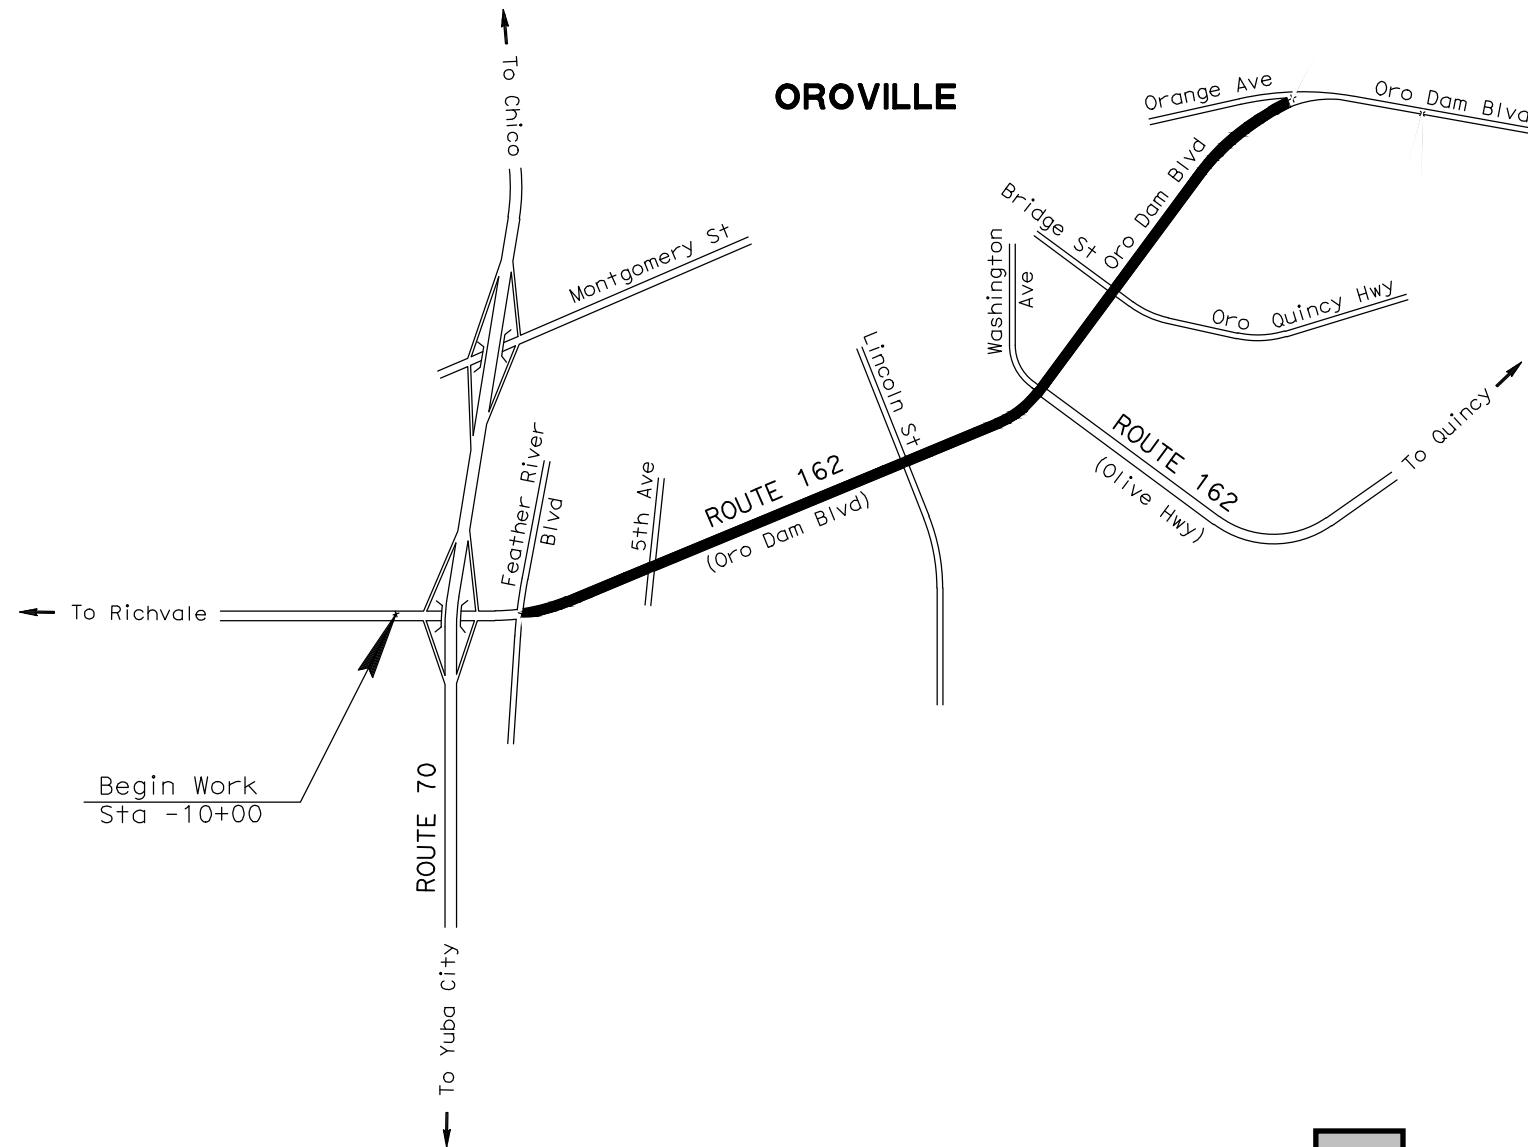 To Chico
OROVILLE
Orange Ave
Oro Dam Blvd
Oro Dam Blvd
Bridge St
Washington
Ave
Montgomery St
Oro Quincy Hwy
Lincoln St
To Quincy
ROUTE 162
(Olive Hwy)
Feather River
Blvd
5th Ave
ROUTE 162
(Oro Dam Blvd)
To Richvale
Begin Work
Sta -10+00
ROUTE 70
To Yuba City